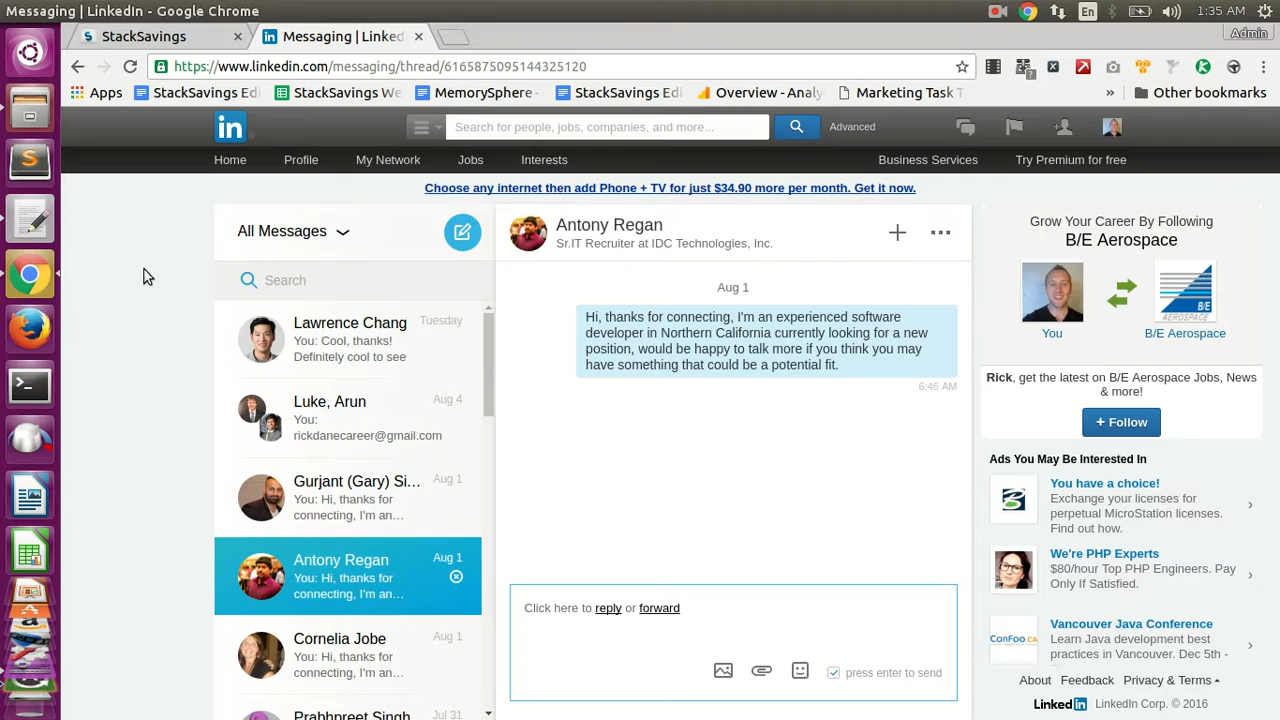 Messaging | LinkedIn - Google Chrome
En
1:35 AM
StackSavings
Messaging | Linked
Admin
https://www.linkedin.com/messaging/thread/6165875095144325120
Apps
StackSavings Edi
StackSavings We
MemorySphere -
StackSavings Edi
Overview - Analy
Marketing Task T
»
Other bookmarks
in
Search for people, jobs, companies, and more...
Advanced
Home
Profile
My Network
Jobs
Interests
Business Services
Try Premium for free
Choose any internet then add Phone + TV for just $34.90 more per month. Get it now.
All Messages
Search
Lawrence Chang
Tuesday
You: Cool, thanks!
Definitely cool to see
Luke, Arun
Aug 4
You:
rickdanecareer@gmail.com
Gurjant (Gary) Si...
Aug 1
You: Hi, thanks for
connecting, I'm an...
Antony Regan
Aug 1
You: Hi, thanks for
connecting, I'm an...
Cornelia Jobe
Aug 1
You: Hi, thanks for
connecting, I'm an...
Prabhpreet Singh
Jul 31
Antony Regan
Sr.IT Recruiter at IDC Technologies, Inc.
Aug 1
Hi, thanks for connecting, I'm an experienced software
developer in Northern California currently looking for a new
position, would be happy to talk more if you think you may
have something that could be a potential fit.
6:46 AM
Click here to reply or forward
press enter to send
Grow Your Career By Following
B/E Aerospace
B/E
AEROSPACE
You
B/E Aerospace
Rick, get the latest on B/E Aerospace Jobs, News
& more!
+ Follow
Ads You May Be Interested In
You have a choice!
Exchange your licenses for
perpetual MicroStation licenses.
Find out how.
We're PHP Experts
$80/hour Top PHP Engineers. Pay
Only If Satisfied.
ConFoo CA
Vancouver Java Conference
Learn Java development best
practices in Vancouver. Dec 5th -
About
Feedback
Privacy & Terms
Linked in
LinkedIn Corp. © 2016